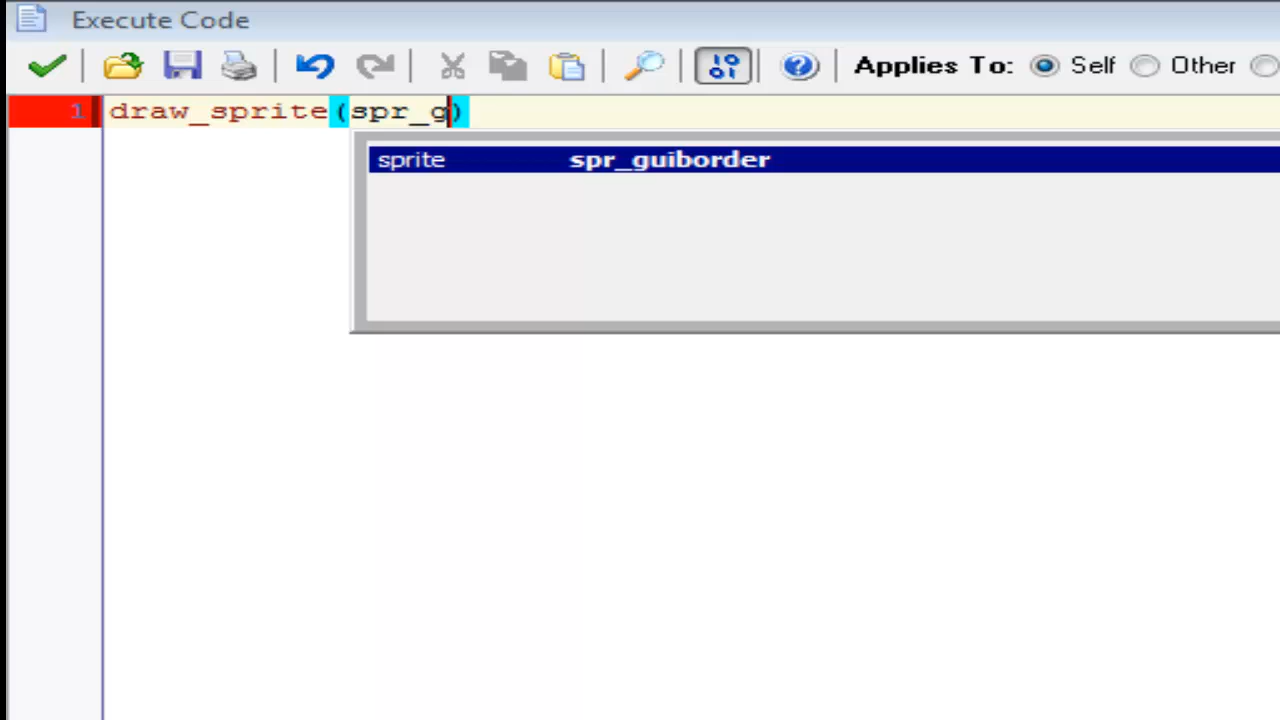 Execute Code
Applies To: Self Other
1 draw_sprite(spr_g)
sprite spr_guiborder